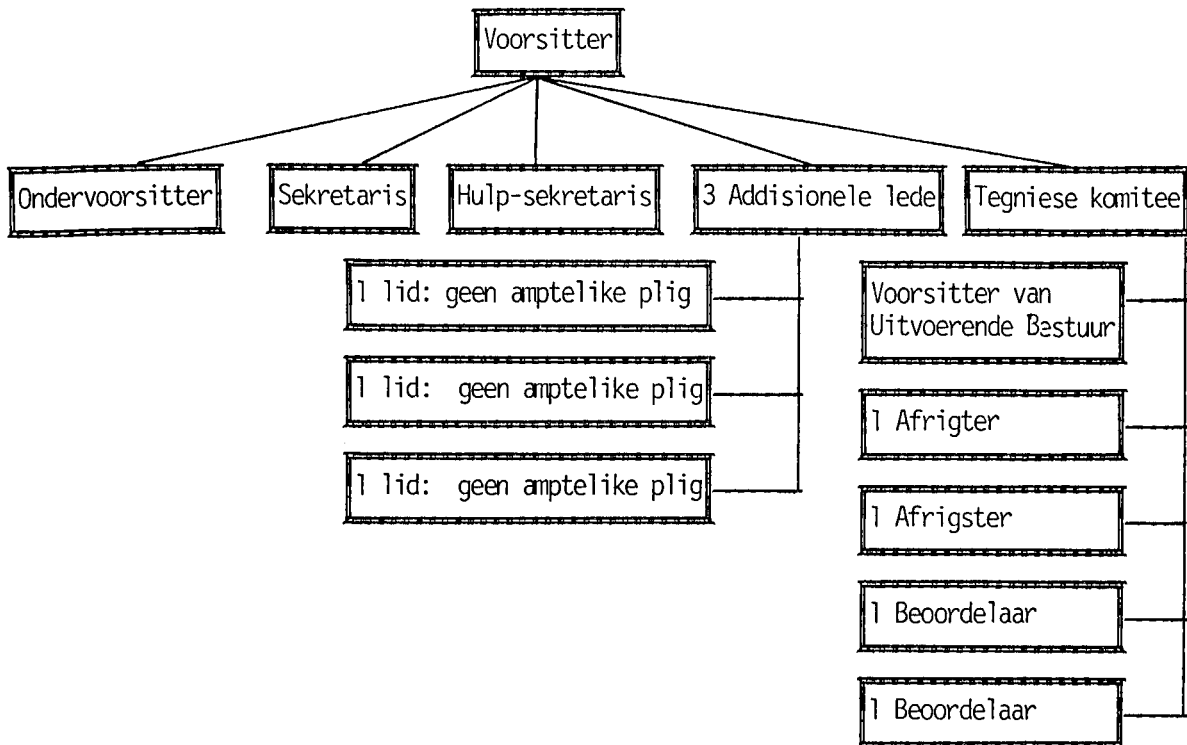 Voorsitter
Ondervoorsitter
Sekretaris
Hulp-sekretaris
3 Addisionele lede
Tegniese komitee
1 lid: geen amptelike plig
1 lid: geen amptelike plig
1 lid: geen amptelike plig
Voorsitter van
Uitvoerende Bestuur
1 Afrigter
1 Afrigster
1 Beoordelaar
1 Beoordelaar